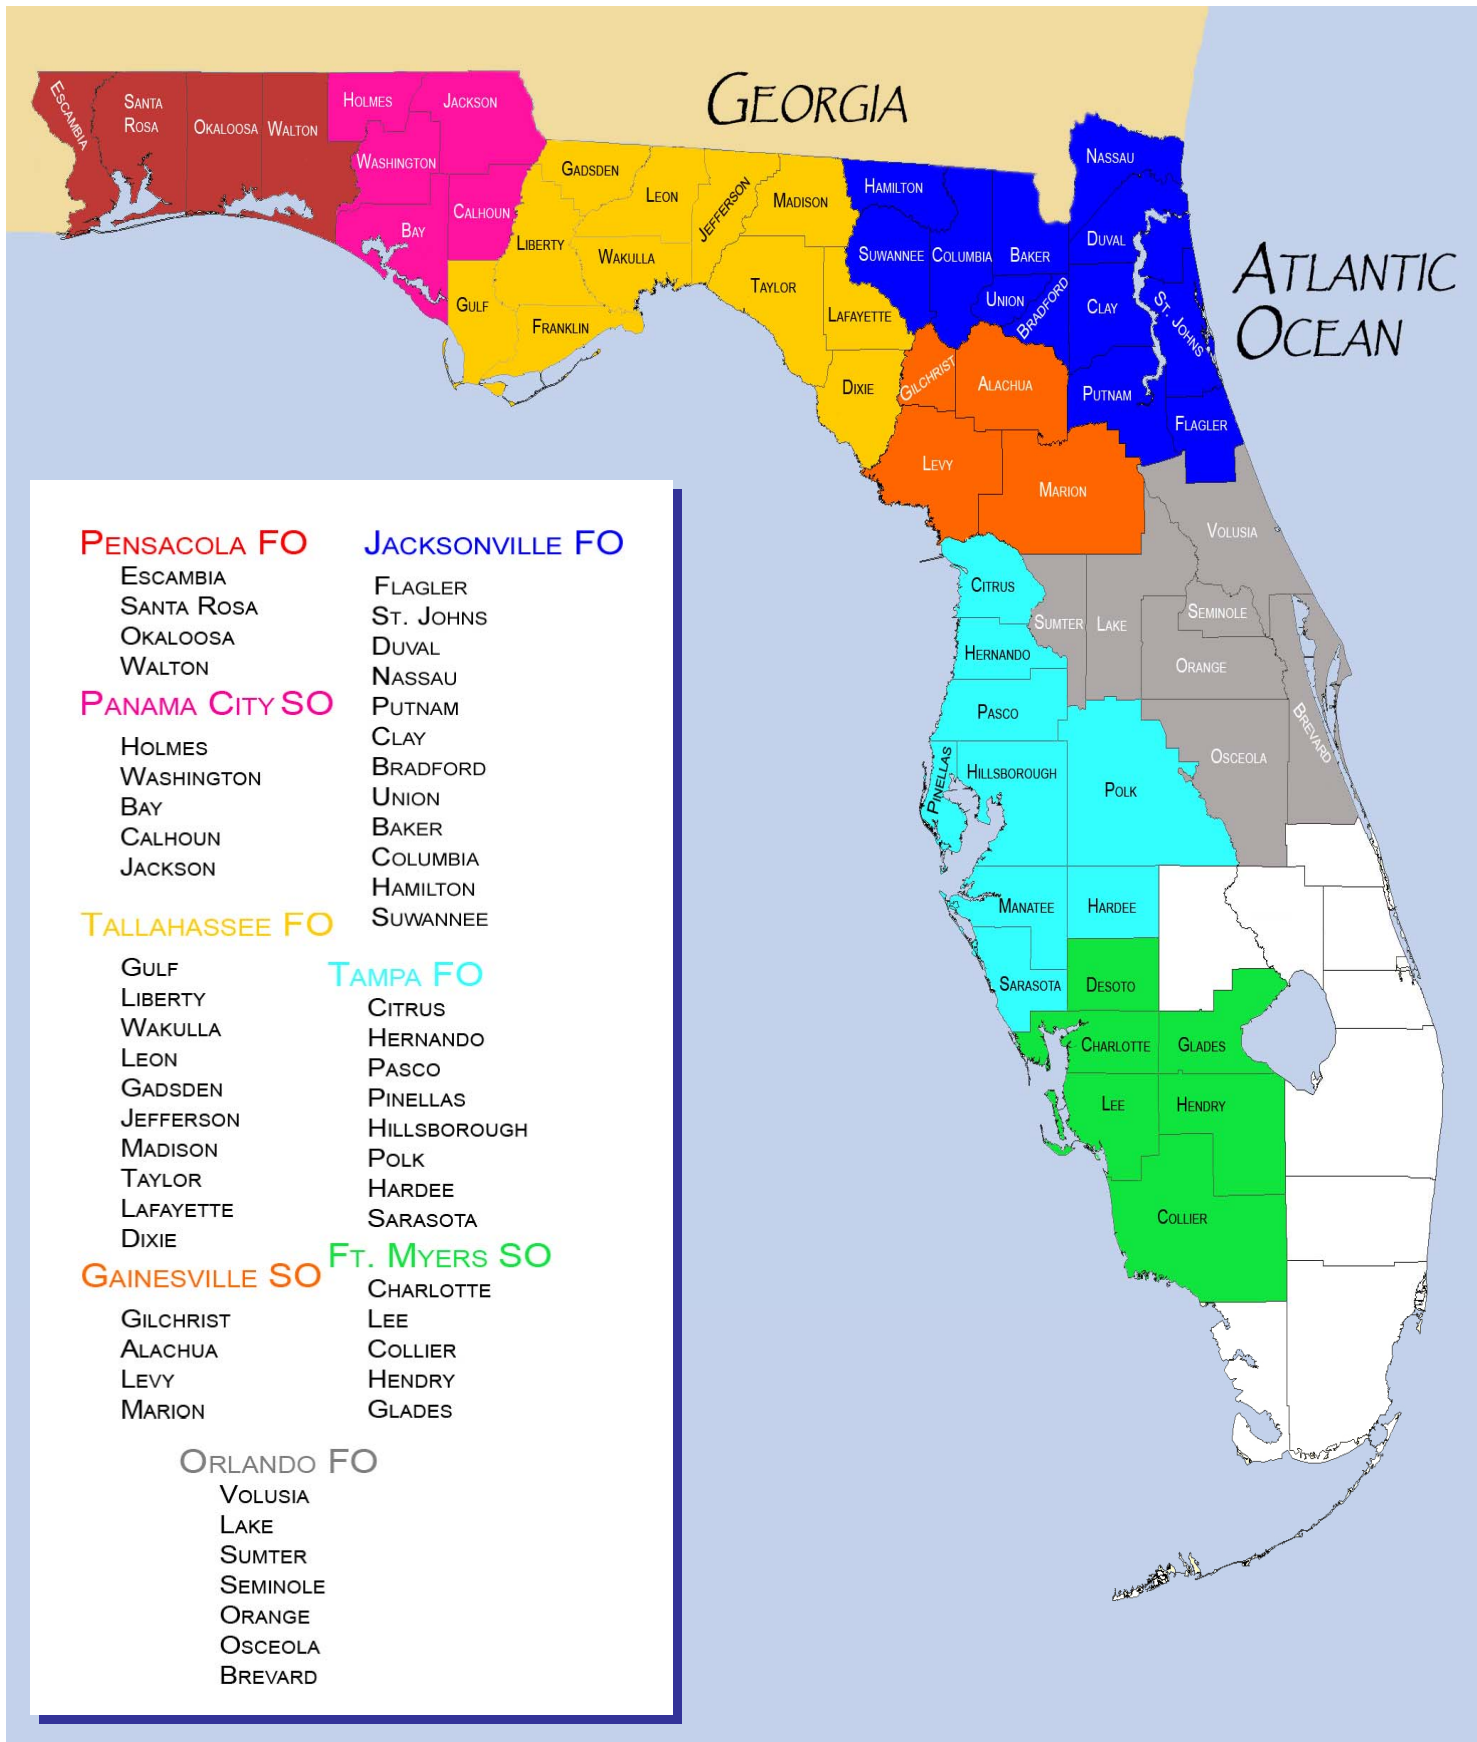 GEORGIA
ATLANTIC
OCEAN
ESCAMBIA
SANTA
ROSA
OKALOOSA
WALTON
HOLMES
JACKSON
WASHINGTON
BAY
CALHOUN
GADSDEN
LEON
JEFFERSON
MADISON
LIBERTY
WAKULLA
GULF
FRANKLIN
TAYLOR
LAFAYETTE
DIXIE
HAMILTON
SUWANNEE
COLUMBIA
BAKER
NASSAU
DUVAL
UNION
BRADFORD
CLAY
ST. JOHNS
PUTNAM
FLAGLER
GILCHRIST
ALACHUA
LEVY
MARION
VOLUSIA
CITRUS
SUMTER
LAKE
SEMINOLE
HERNANDO
ORANGE
PASCO
BREVARD
OSCEOLA
PINELLAS
HILLSBOROUGH
POLK
MANATEE
HARDEE
SARASOTA
DESOTO
CHARLOTTE
GLADES
LEE
HENDRY
COLLIER
PENSACOLA FO
ESCAMBIA
SANTA ROSA
OKALOOSA
WALTON
PANAMA CITY SO
HOLMES
WASHINGTON
BAY
CALHOUN
JACKSON
TALLAHASSEE FO
GULF
LIBERTY
WAKULLA
LEON
GADSDEN
JEFFERSON
MADISON
TAYLOR
LAFAYETTE
DIXIE
GAINESVILLE SO
GILCHRIST
ALACHUA
LEVY
MARION
JACKSONVILLE FO
FLAGLER
ST. JOHNS
DUVAL
NASSAU
PUTNAM
CLAY
BRADFORD
UNION
BAKER
COLUMBIA
HAMILTON
SUWANNEE
TAMPA FO
CITRUS
HERNANDO
PASCO
PINELLAS
HILLSBOROUGH
POLK
HARDEE
SARASOTA
FT. MYERS SO
CHARLOTTE
LEE
COLLIER
HENDRY
GLADES
ORLANDO FO
VOLUSIA
LAKE
SUMTER
SEMINOLE
ORANGE
OSCEOLA
BREVARD